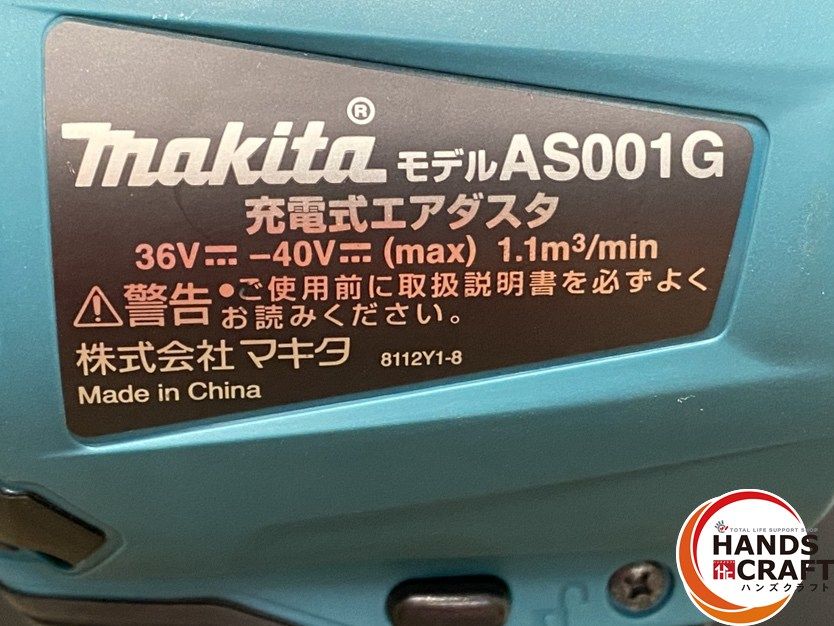 makita® モデルAS001G
充電式エアダスタ
36V⎓ –40V⎓ (max) 1.1m³/min
⚠警告 ●ご使用前に取扱説明書を必ずよく
お読みください。
株式会社マキタ 8112Y1-8
Made in China
TOTAL LIFE SUPPORT SHOP
HANDS
CRAFT
ハンズクラフト